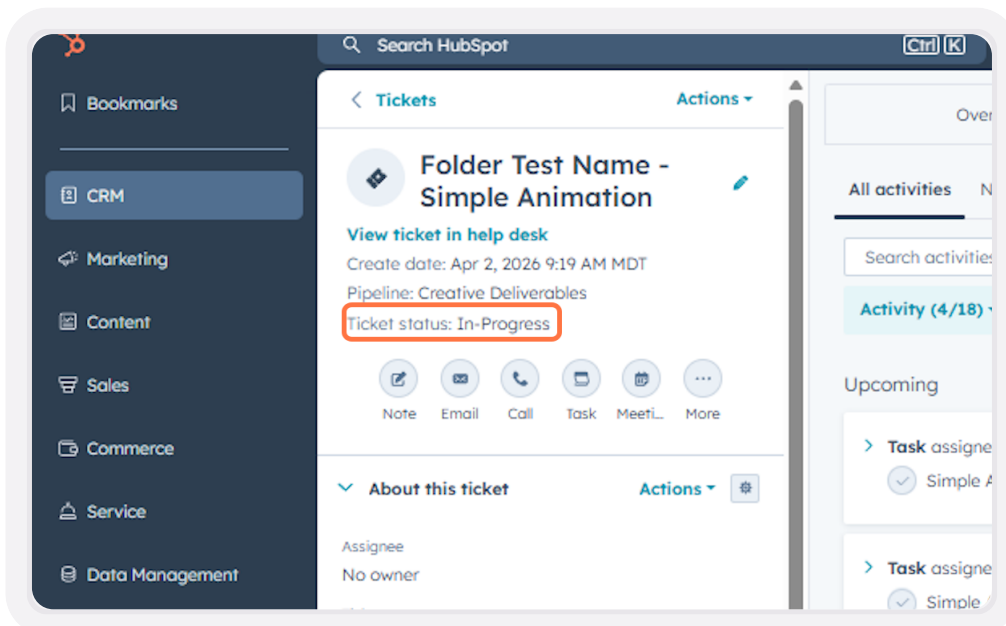 Search HubSpot
Ctrl K
Bookmarks
CRM
Marketing
Content
Sales
Commerce
Service
Data Management
Tickets
Actions
Folder Test Name -
Simple Animation
View ticket in help desk
Create date: Apr 2, 2026 9:19 AM MDT
Pipeline: Creative Deliverables
Ticket status: In-Progress
Note Email Call Task Meeti... More
About this ticket
Actions
Assignee
No owner
All activities
Search activities
Activity (4/18)
Upcoming
Task
Simple
Task
Simple